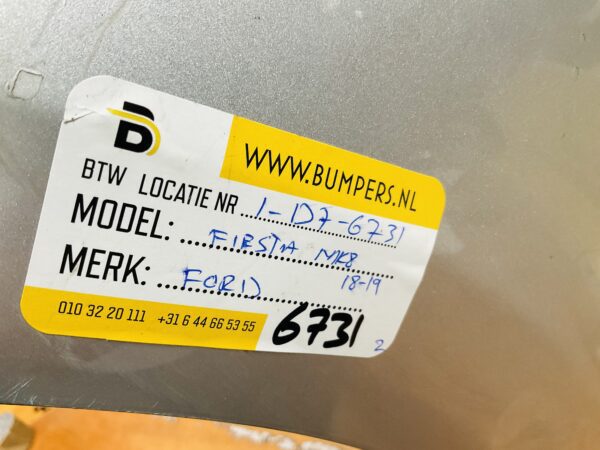 B
WWW.BUMPERS.NL
BTW LOCATIE NR 1-D7-6731
MODEL: FIESTA MK8
18-19
MERK: FORD
010 32 20 111 +31 6 44 66 53 55
6731
2